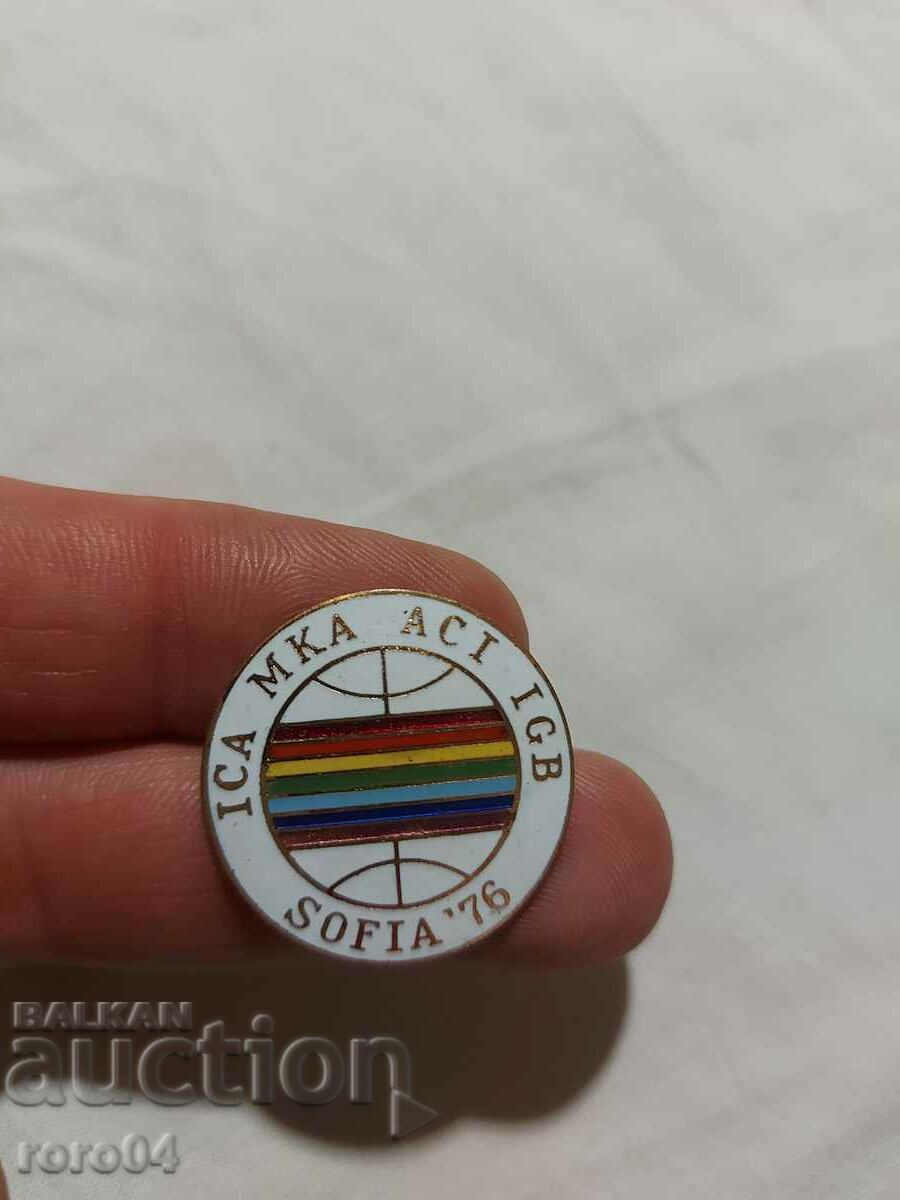 ICA MKA ACI IGB
SOFIA '76
BALKAN
auction
roro04